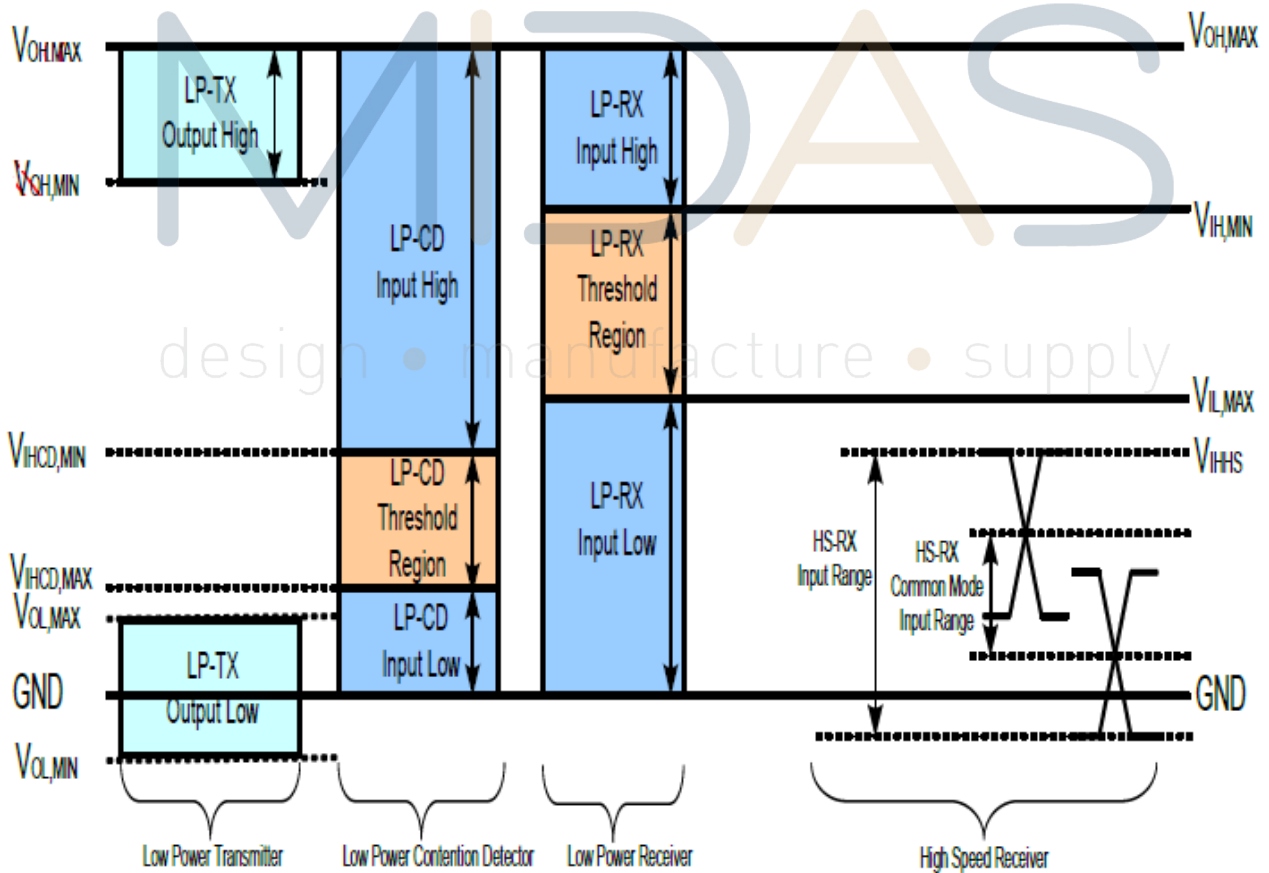 MIDAS
design • manufacture • supply
VOH,MAX
LP-TX
Output High
VOH,MIN
LP-CD
Input High
VIHCD,MIN
LP-CD
Threshold
Region
VIHCD,MAX
VOL,MAX
LP-CD
Input Low
LP-TX
Output Low
GND
VOL,MIN
LP-RX
Input High
LP-RX
Threshold
Region
LP-RX
Input Low
VOH,MAX
VIH,MIN
VIL,MAX
VIHHS
HS-RX
Input Range
HS-RX
Common Mode
Input Range
GND
Low Power Transmitter
Low Power Contention Detector
Low Power Receiver
High Speed Receiver